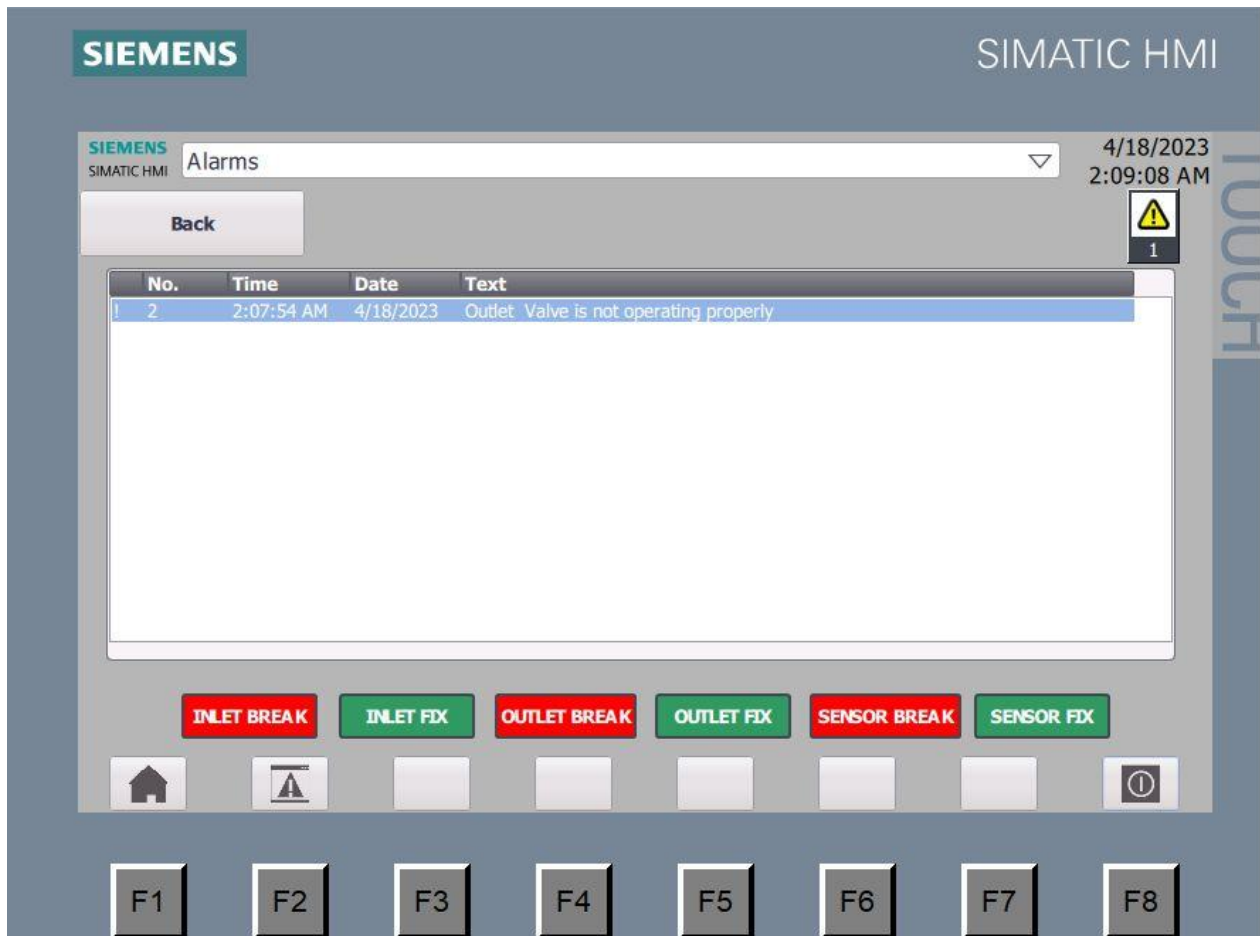 SIEMENS
SIMATIC HMI
TOUCH
SIEMENS
SIMATIC HMI
Alarms
4/18/2023
2:09:08 AM
Back
1
No. Time Date Text
! 2 2:07:54 AM 4/18/2023 Outlet Valve is not operating properly
INLET BREAK INLET FIX OUTLET BREAK OUTLET FIX SENSOR BREAK SENSOR FIX
F1 F2 F3 F4 F5 F6 F7 F8